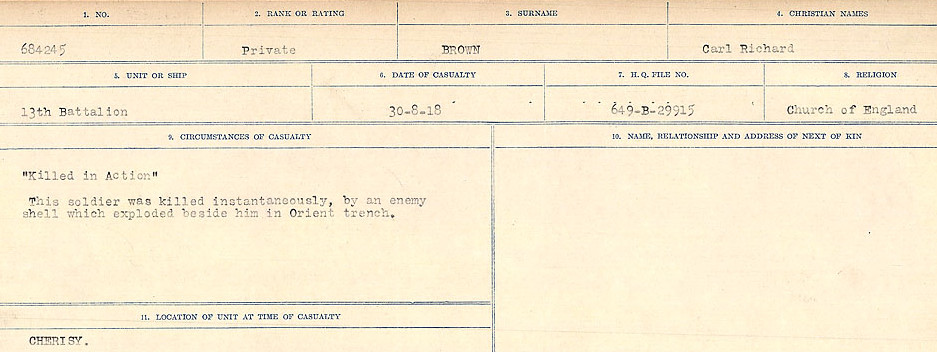 1. NO. 2. RANK OR RATING 3. SURNAME 4. CHRISTIAN NAMES
684245 Private BROWN Carl Richard
5. UNIT OR SHIP 6. DATE OF CASUALTY 7. H.Q. FILE NO. 8. RELIGION
13th Battalion 30-8-18 649-B-29915 Church of England
9. CIRCUMSTANCES OF CASUALTY 10. NAME, RELATIONSHIP AND ADDRESS OF NEXT OF KIN
"Killed in Action"
This soldier was killed instantaneously, by an enemy
shell which exploded beside him in Orient trench.
11. LOCATION OF UNIT AT TIME OF CASUALTY
CHERISY.